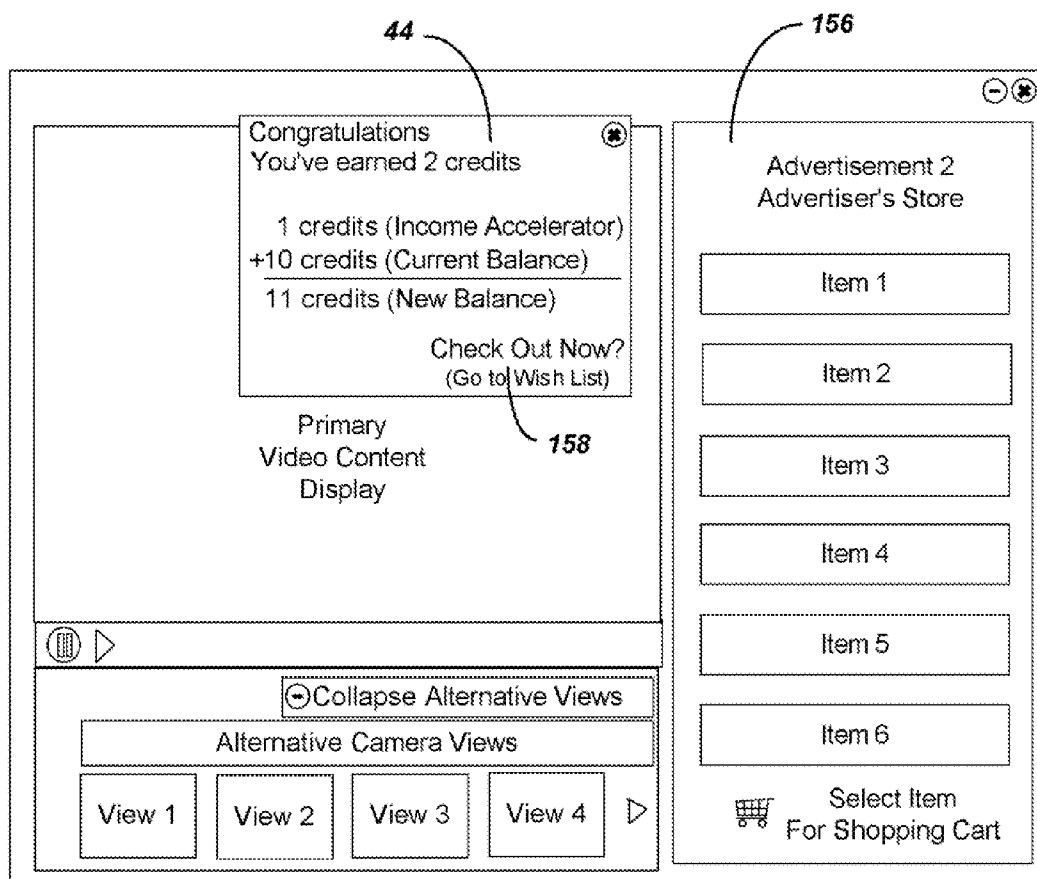 44
156
Congratulations
You've earned 2 credits
1 credits (Income Accelerator)
+10 credits (Current Balance)
11 credits (New Balance)
Check Out Now?
(Go to Wish List)
158
Primary
Video Content
Display
Collapse Alternative Views
Alternative Camera Views
View 1
View 2
View 3
View 4
Advertisement 2
Advertiser's Store
Item 1
Item 2
Item 3
Item 4
Item 5
Item 6
Select Item
For Shopping Cart